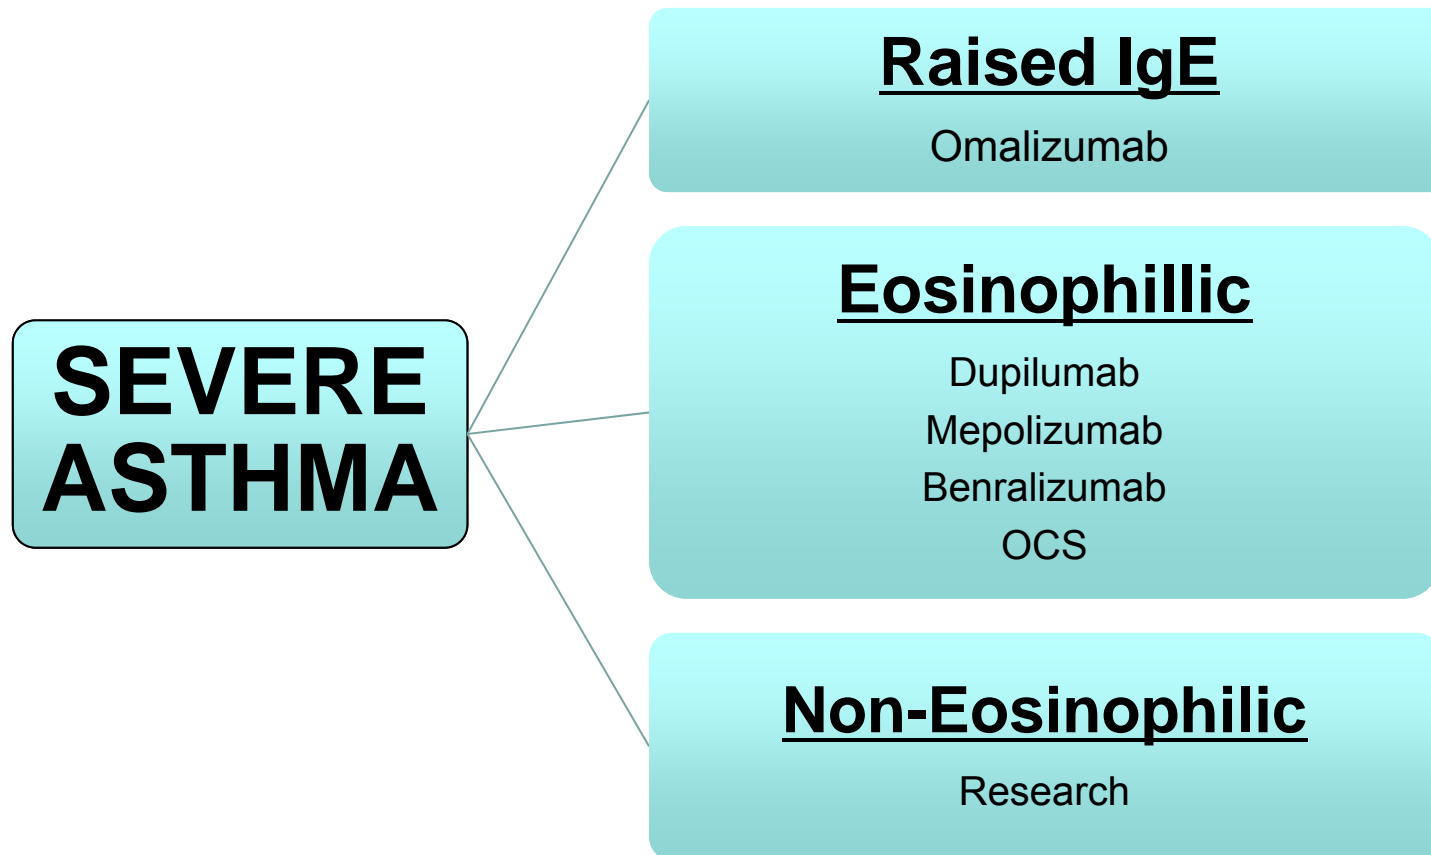 SEVERE
ASTHMA
Raised IgE
Omalizumab
Eosinophillic
Dupilumab
Mepolizumab
Benralizumab
OCS
Non-Eosinophilic
Research